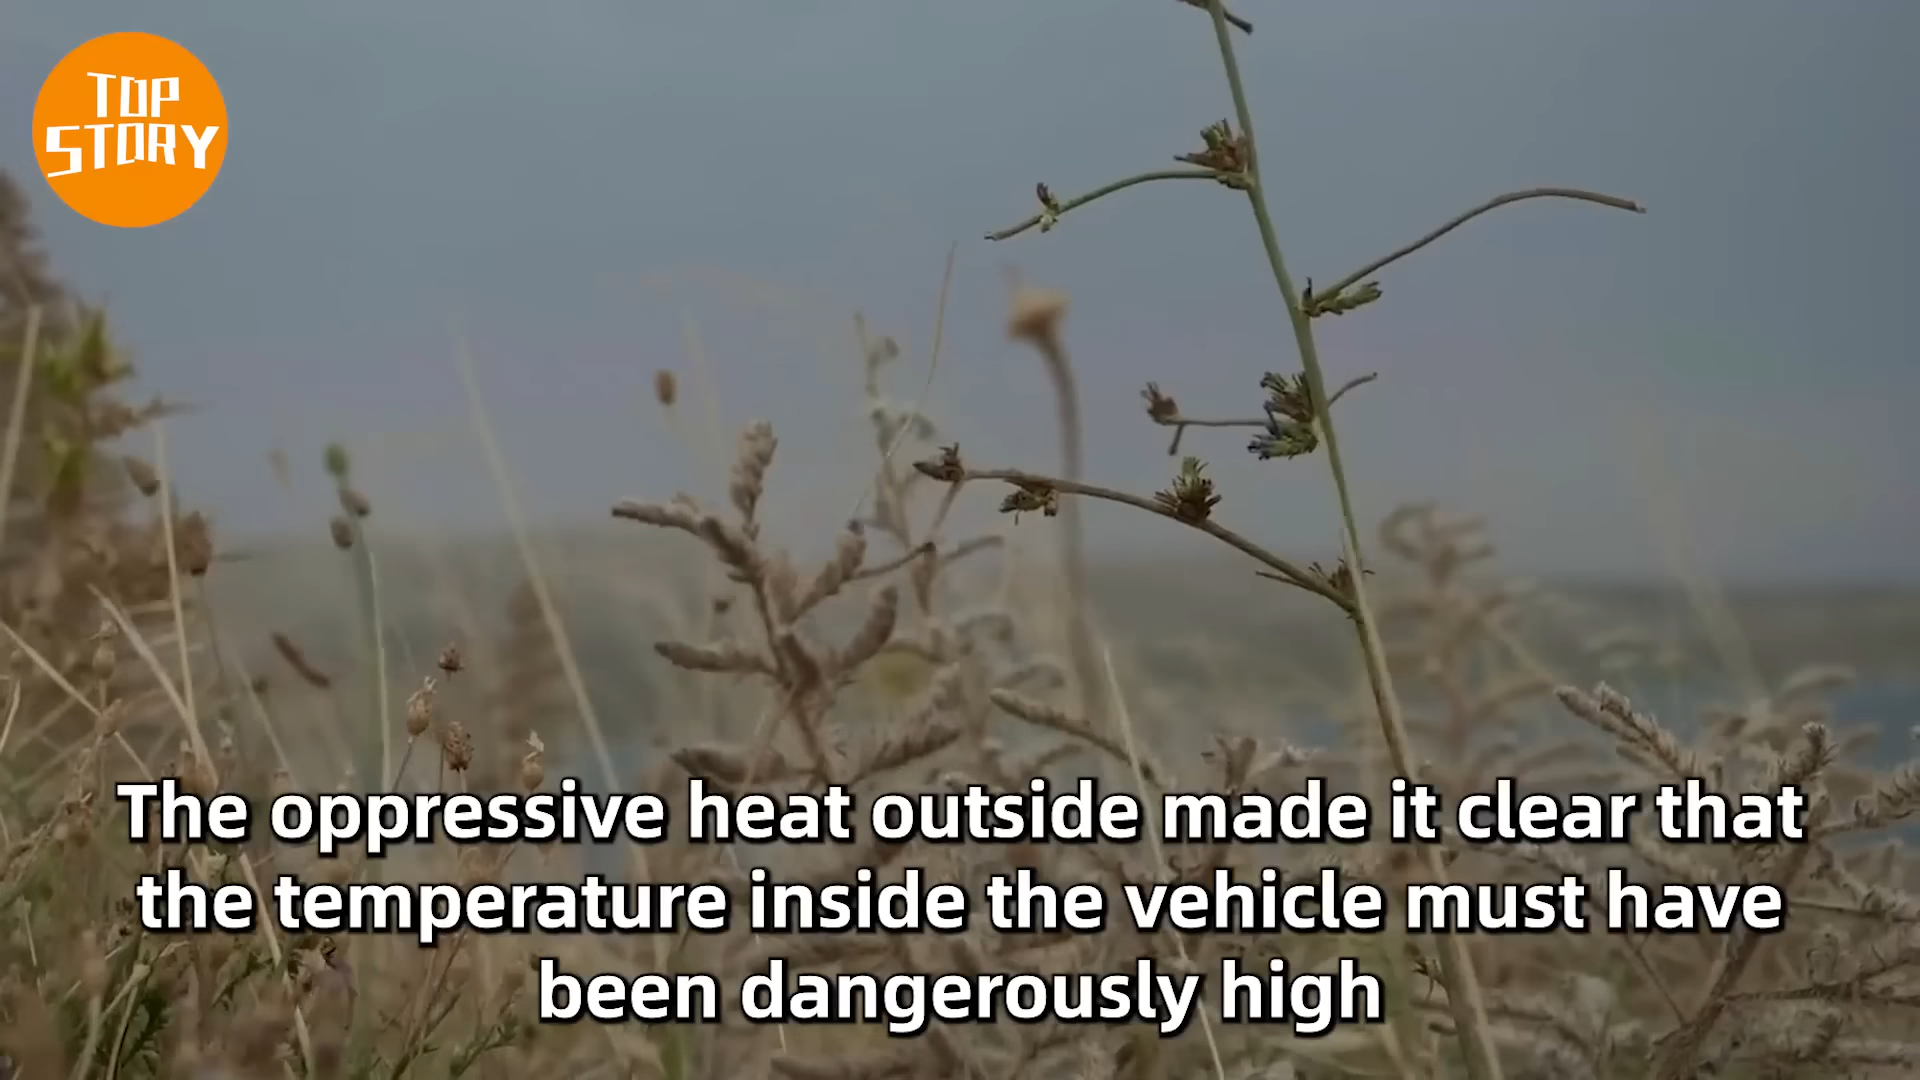 TOP
STORY
The oppressive heat outside made it clear that
the temperature inside the vehicle must have
been dangerously high